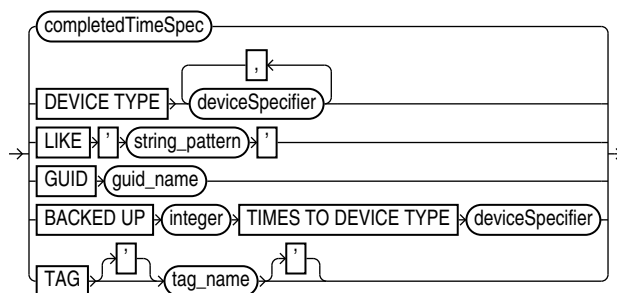 completedTimeSpec
,
DEVICE TYPE deviceSpecifier
LIKE ' string_pattern '
GUID guid_name
BACKED UP integer TIMES TO DEVICE TYPE deviceSpecifier
TAG ' tag_name '